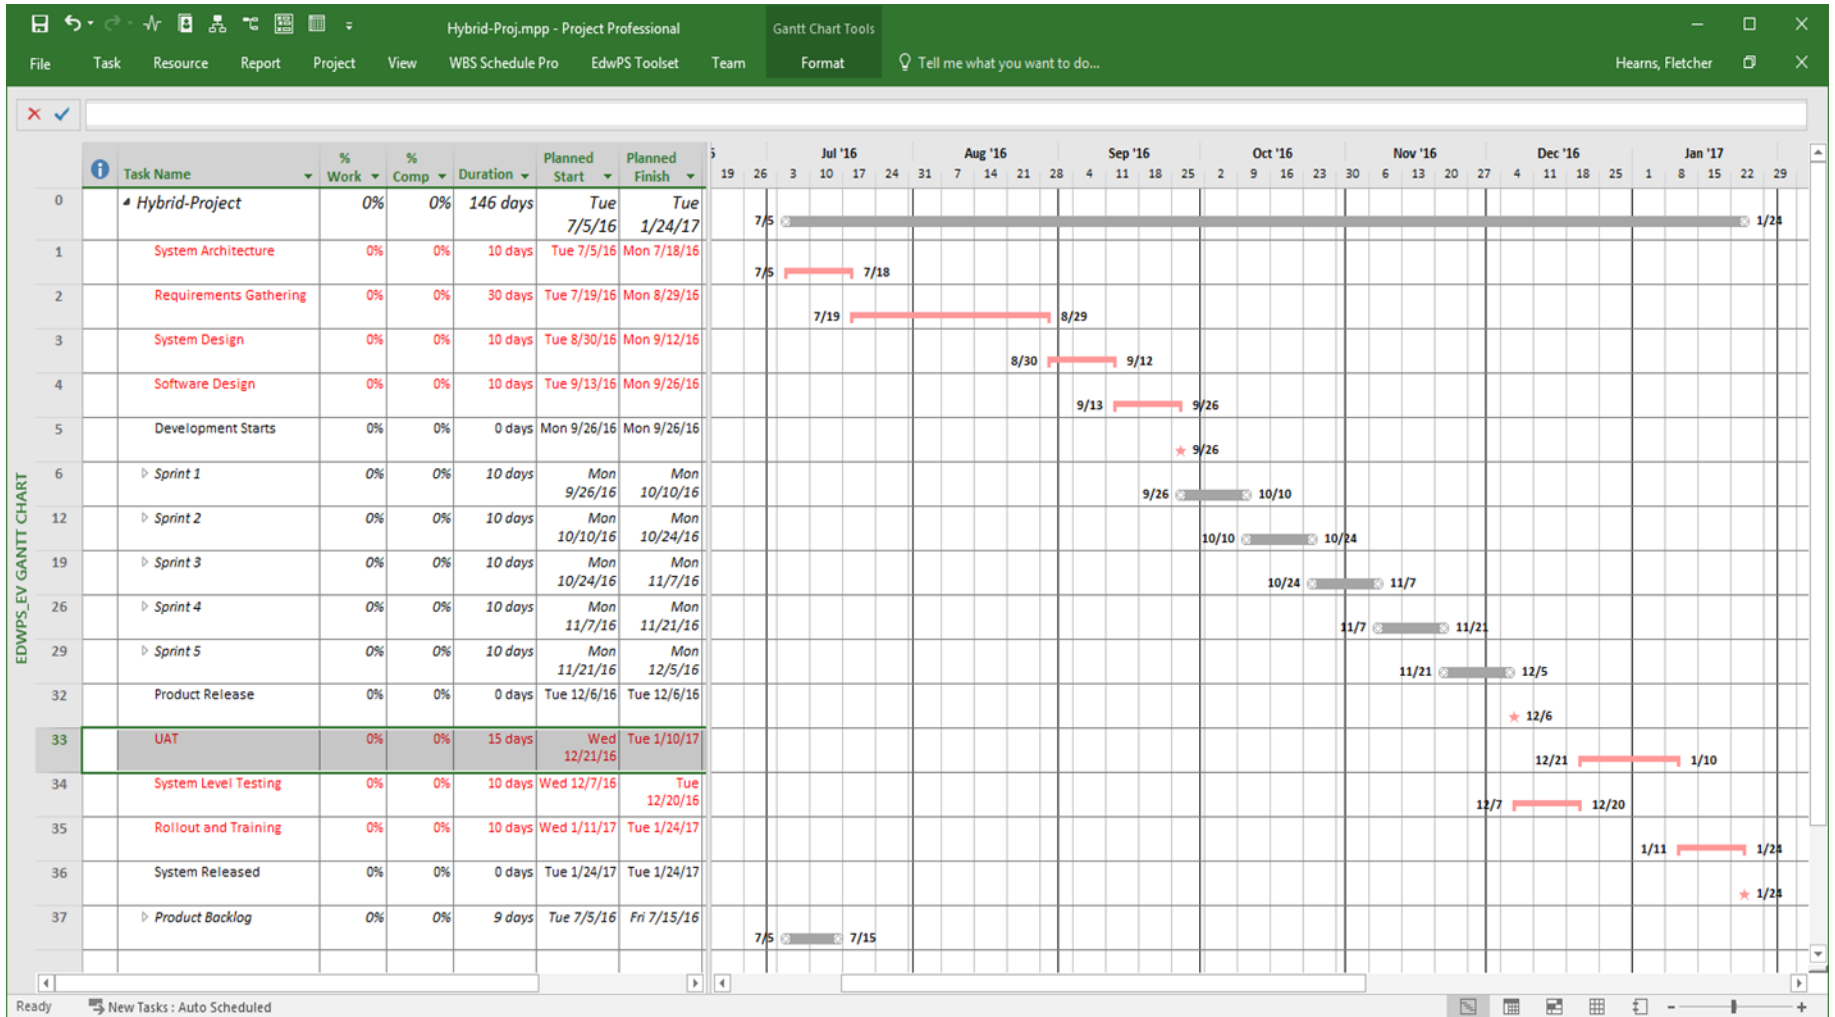 Hybrid-Proj.mpp - Project Professional
Gantt Chart Tools
File Task Resource Report Project View WBS Schedule Pro EdwPS Toolset Team Format Tell me what you want to do... Hearns, Fletcher
Jul '16 Aug '16 Sep '16 Oct '16 Nov '16 Dec '16 Jan '17
Task Name % Work % Comp Duration Planned Start Planned Finish
19 26 3 10 17 24 31 7 14 21 28 4 11 18 25 2 9 16 23 30 6 13 20 27 4 11 18 25 1 8 15 22 29
0 Hybrid-Project 0% 0% 146 days Tue 7/5/16 Tue 1/24/17 7/5 1/24
1 System Architecture 0% 0% 10 days Tue 7/5/16 Mon 7/18/16 7/5 7/18
2 Requirements Gathering 0% 0% 30 days Tue 7/19/16 Mon 8/29/16 7/19 8/29
3 System Design 0% 0% 10 days Tue 8/30/16 Mon 9/12/16 8/30 9/12
4 Software Design 0% 0% 10 days Tue 9/13/16 Mon 9/26/16 9/13 9/26
5 Development Starts 0% 0% 0 days Mon 9/26/16 Mon 9/26/16 9/26
6 Sprint 1 0% 0% 10 days Mon 9/26/16 Mon 10/10/16 9/26 10/10
12 Sprint 2 0% 0% 10 days Mon 10/10/16 Mon 10/24/16 10/10 10/24
19 Sprint 3 0% 0% 10 days Mon 10/24/16 Mon 11/7/16 10/24 11/7
26 Sprint 4 0% 0% 10 days Mon 11/7/16 Mon 11/21/16 11/7 11/21
29 Sprint 5 0% 0% 10 days Mon 11/21/16 Mon 12/5/16 11/21 12/5
32 Product Release 0% 0% 0 days Tue 12/6/16 Tue 12/6/16 12/6
33 UAT 0% 0% 15 days Wed 12/21/16 Tue 1/10/17 12/21 1/10
34 System Level Testing 0% 0% 10 days Wed 12/7/16 Tue 12/20/16 12/7 12/20
35 Rollout and Training 0% 0% 10 days Wed 1/11/17 Tue 1/24/17 1/11 1/24
36 System Released 0% 0% 0 days Tue 1/24/17 Tue 1/24/17 1/24
37 Product Backlog 0% 0% 9 days Tue 7/5/16 Fri 7/15/16 7/5 7/15
EDWPS_EV GANTT CHART
Ready New Tasks : Auto Scheduled